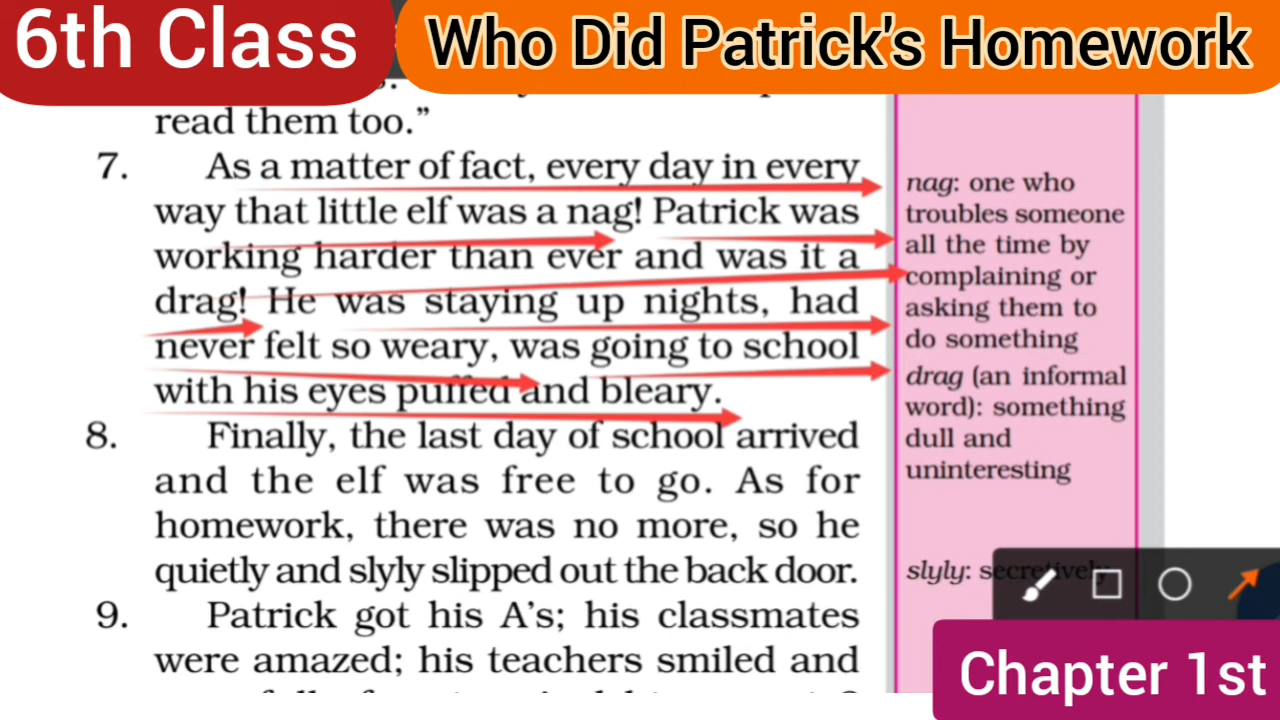 6th Class
Who Did Patrick's Homework
read them too.”
7. As a matter of fact, every day in every
way that little elf was a nag! Patrick was
working harder than ever and was it a
drag! He was staying up nights, had
never felt so weary, was going to school
with his eyes puffed and bleary.
8. Finally, the last day of school arrived
and the elf was free to go. As for
homework, there was no more, so he
quietly and slyly slipped out the back door.
9. Patrick got his A’s; his classmates
were amazed; his teachers smiled and
nag: one who
troubles someone
all the time by
complaining or
asking them to
do something
drag (an informal
word): something
dull and
uninteresting
slyly: secretively
Chapter 1st